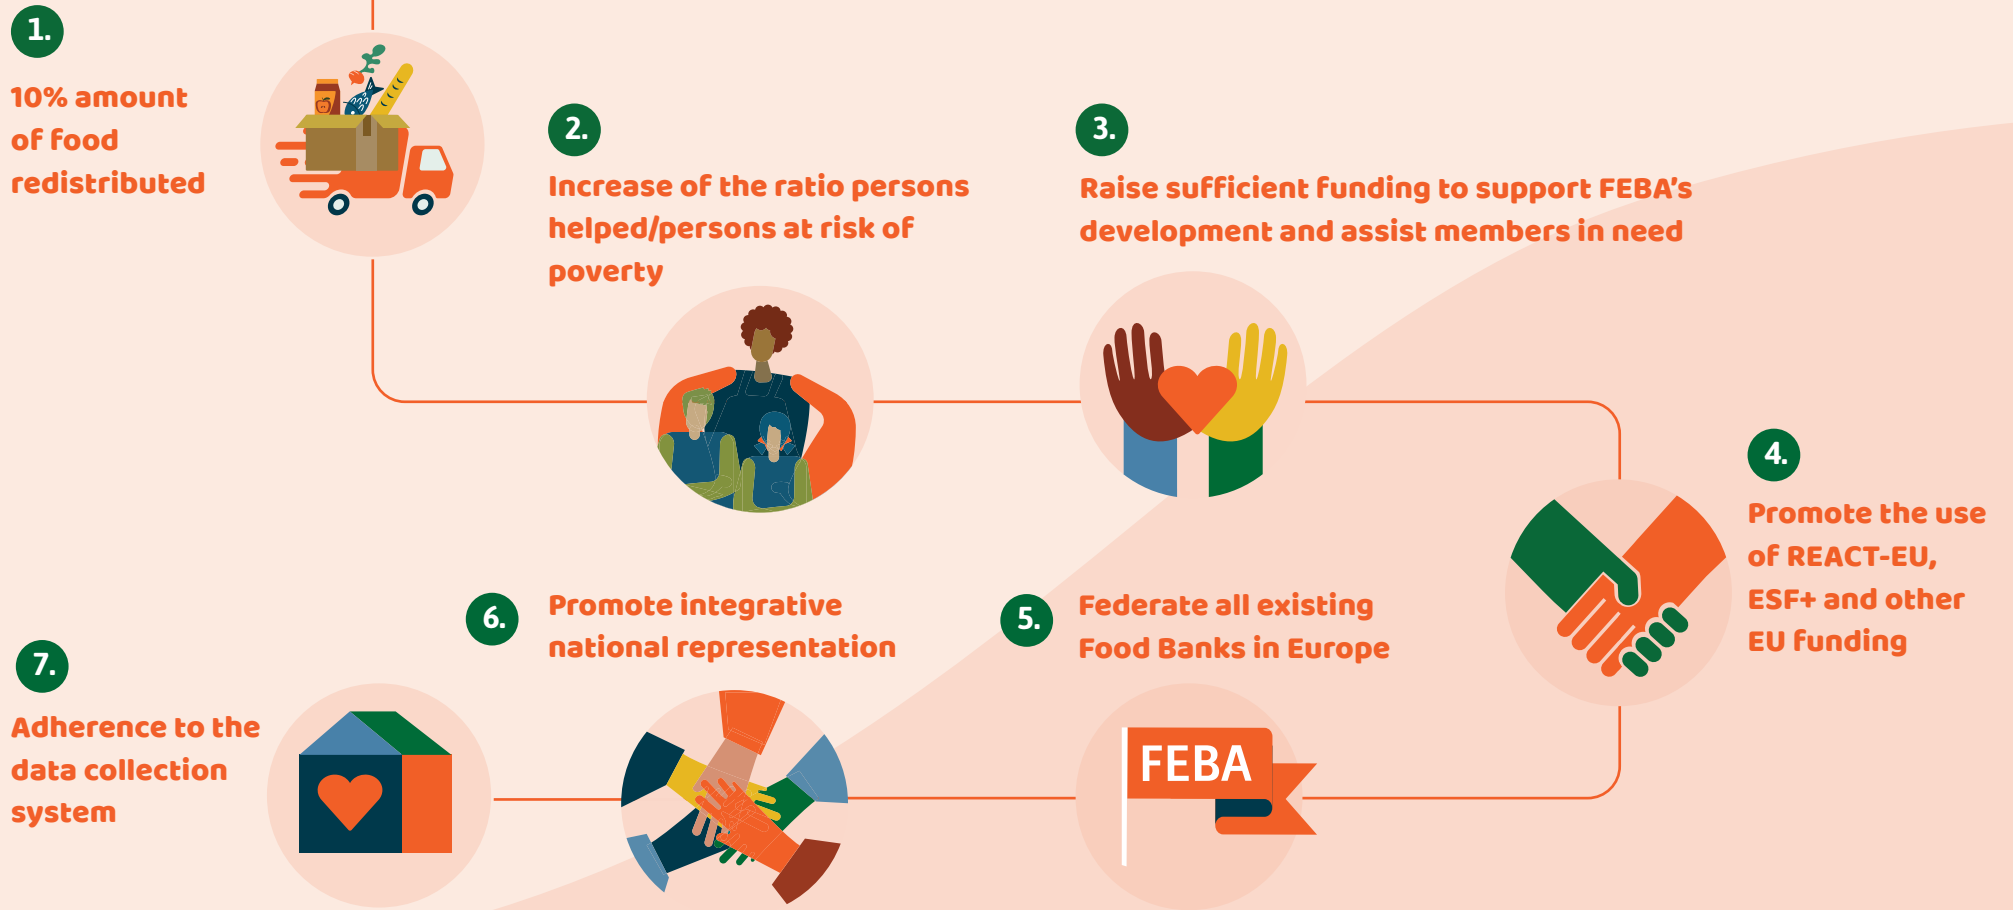 1.
10% amount
of food
redistributed
2.
Increase of the ratio persons
helped/persons at risk of
poverty
3.
Raise sufficient funding to support FEBA’s
development and assist members in need
4.
Promote the use
of REACT-EU,
ESF+ and other
EU funding
5.
Federate all existing
Food Banks in Europe
FEBA
6.
Promote integrative
national representation
7.
Adherence to the
data collection
system